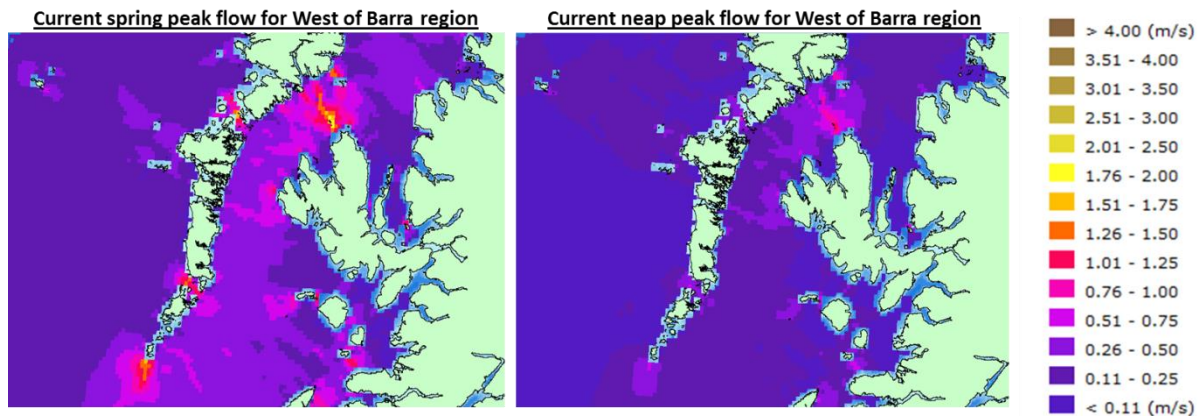 Current spring peak flow for West of Barra region
Current neap peak flow for West of Barra region
> 4.00 (m/s)
3.51 - 4.00
3.01 - 3.50
2.51 - 3.00
2.01 - 2.50
1.76 - 2.00
1.51 - 1.75
1.26 - 1.50
1.01 - 1.25
0.76 - 1.00
0.51 - 0.75
0.26 - 0.50
0.11 - 0.25
< 0.11 (m/s)